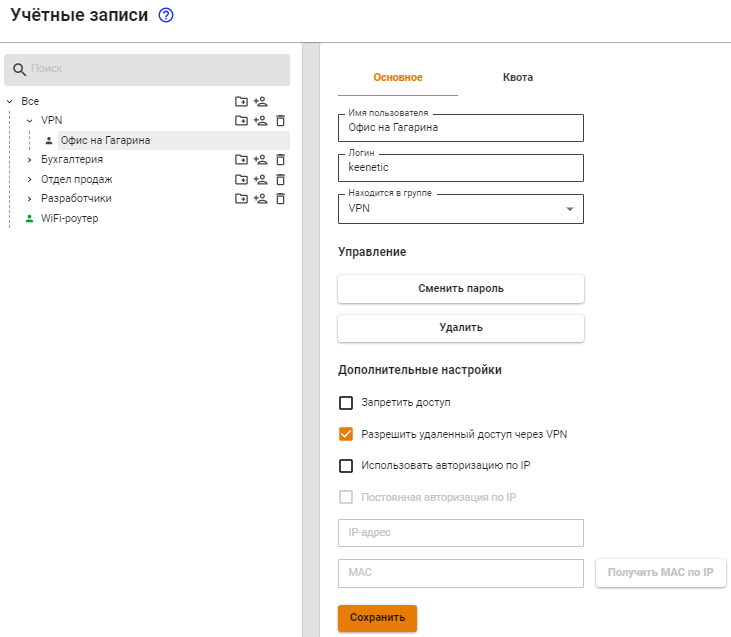 Учётные записи
Поиск
Все
VPN
Офис на Гагарина
Бухгалтерия
Отдел продаж
Разработчики
WiFi-роутер
Основное
Квота
Имя пользователя
Офис на Гагарина
Логин
keenetic
Находится в группе
VPN
Управление
Сменить пароль
Удалить
Дополнительные настройки
Запретить доступ
Разрешить удаленный доступ через VPN
Использовать авторизацию по IP
Постоянная авторизация по IP
IP-адрес
MAC
Получить MAC по IP
Сохранить